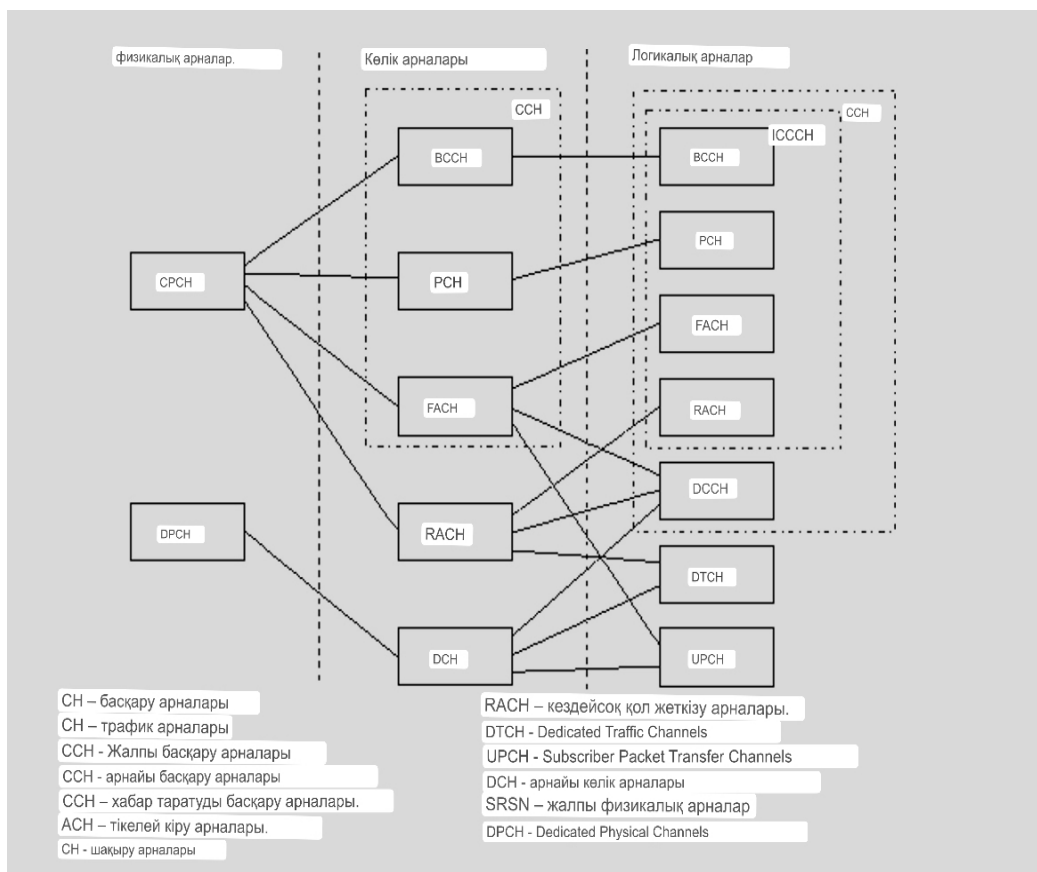 физикалық арналар.
Көлік арналары
Логикалық арналар
CCH
CCH
ICCCH
BCCH
BCCH
PCH
CPCH
PCH
FACH
FACH
RACH
DCCH
RACH
DPCH
DTCH
DCH
UPCH
CH – басқару арналары
CH – трафик арналары
CCH - Жалпы басқару арналары
CCH - арнайы басқару арналары
CCH – хабар таратуды басқару арналары.
ACH – тікелей кіру арналары.
CH - шақыру арналары
RACH – кездейсоқ қол жеткізу арналары.
DTCH - Dedicated Traffic Channels
UPCH - Subscriber Packet Transfer Channels
DCH - арнайы көлік арналары
SRSN – жалпы физикалық арналар
DPCH - Dedicated Physical Channels